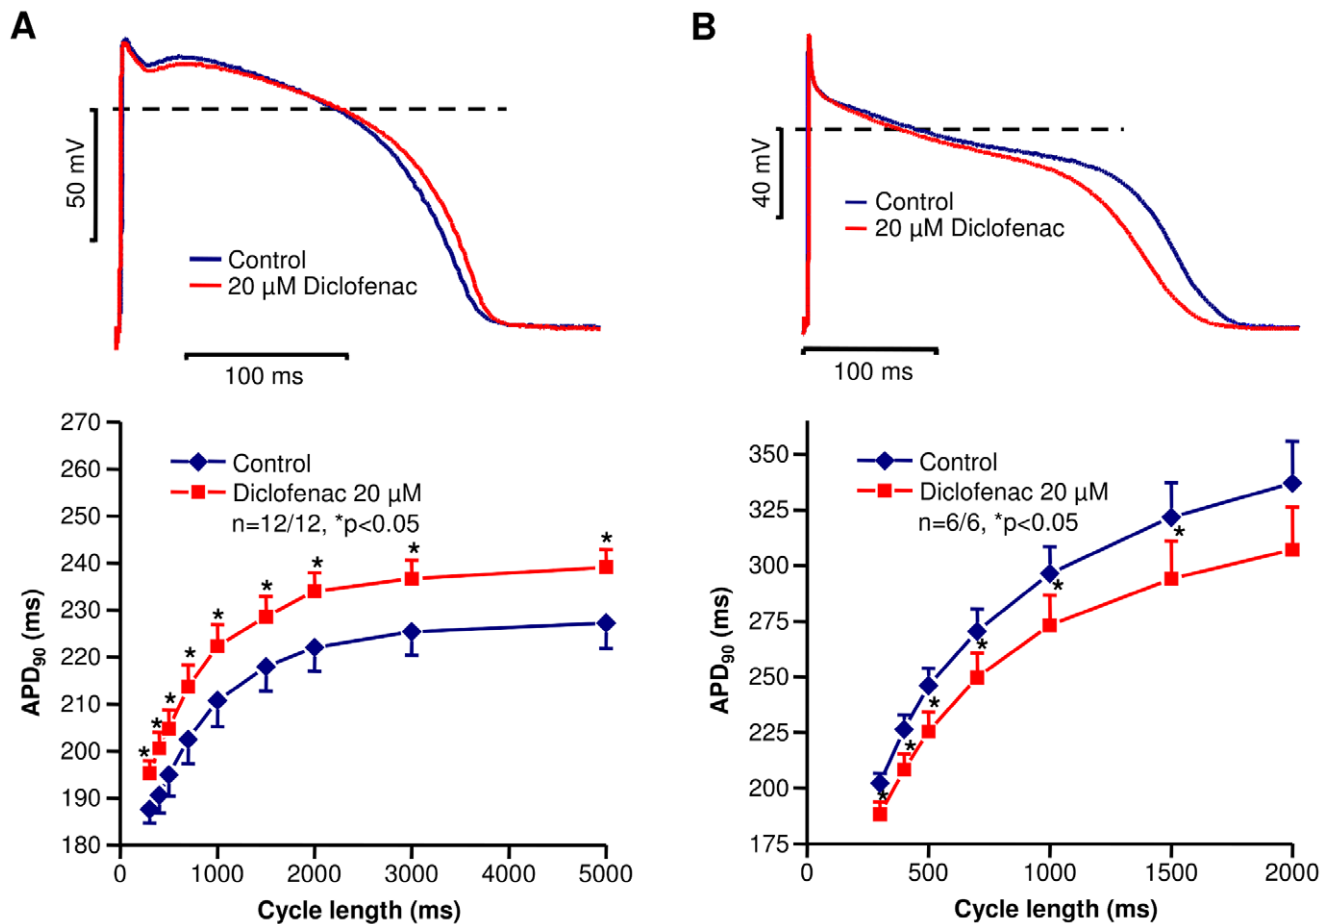 A
50 mV
Control
20 µM Diclofenac
100 ms
B
40 mV
Control
20 µM Diclofenac
100 ms
270
260
250
240
230
220
210
200
190
180
APD90 (ms)
Control
Diclofenac 20 µM
n=12/12, *p<0.05
* * * * * * * * *
0 1000 2000 3000 4000 5000
Cycle length (ms)
350
325
300
275
250
225
200
175
APD90 (ms)
Control
Diclofenac 20 µM
n=6/6, *p<0.05
* * * * * *
0 500 1000 1500 2000
Cycle length (ms)